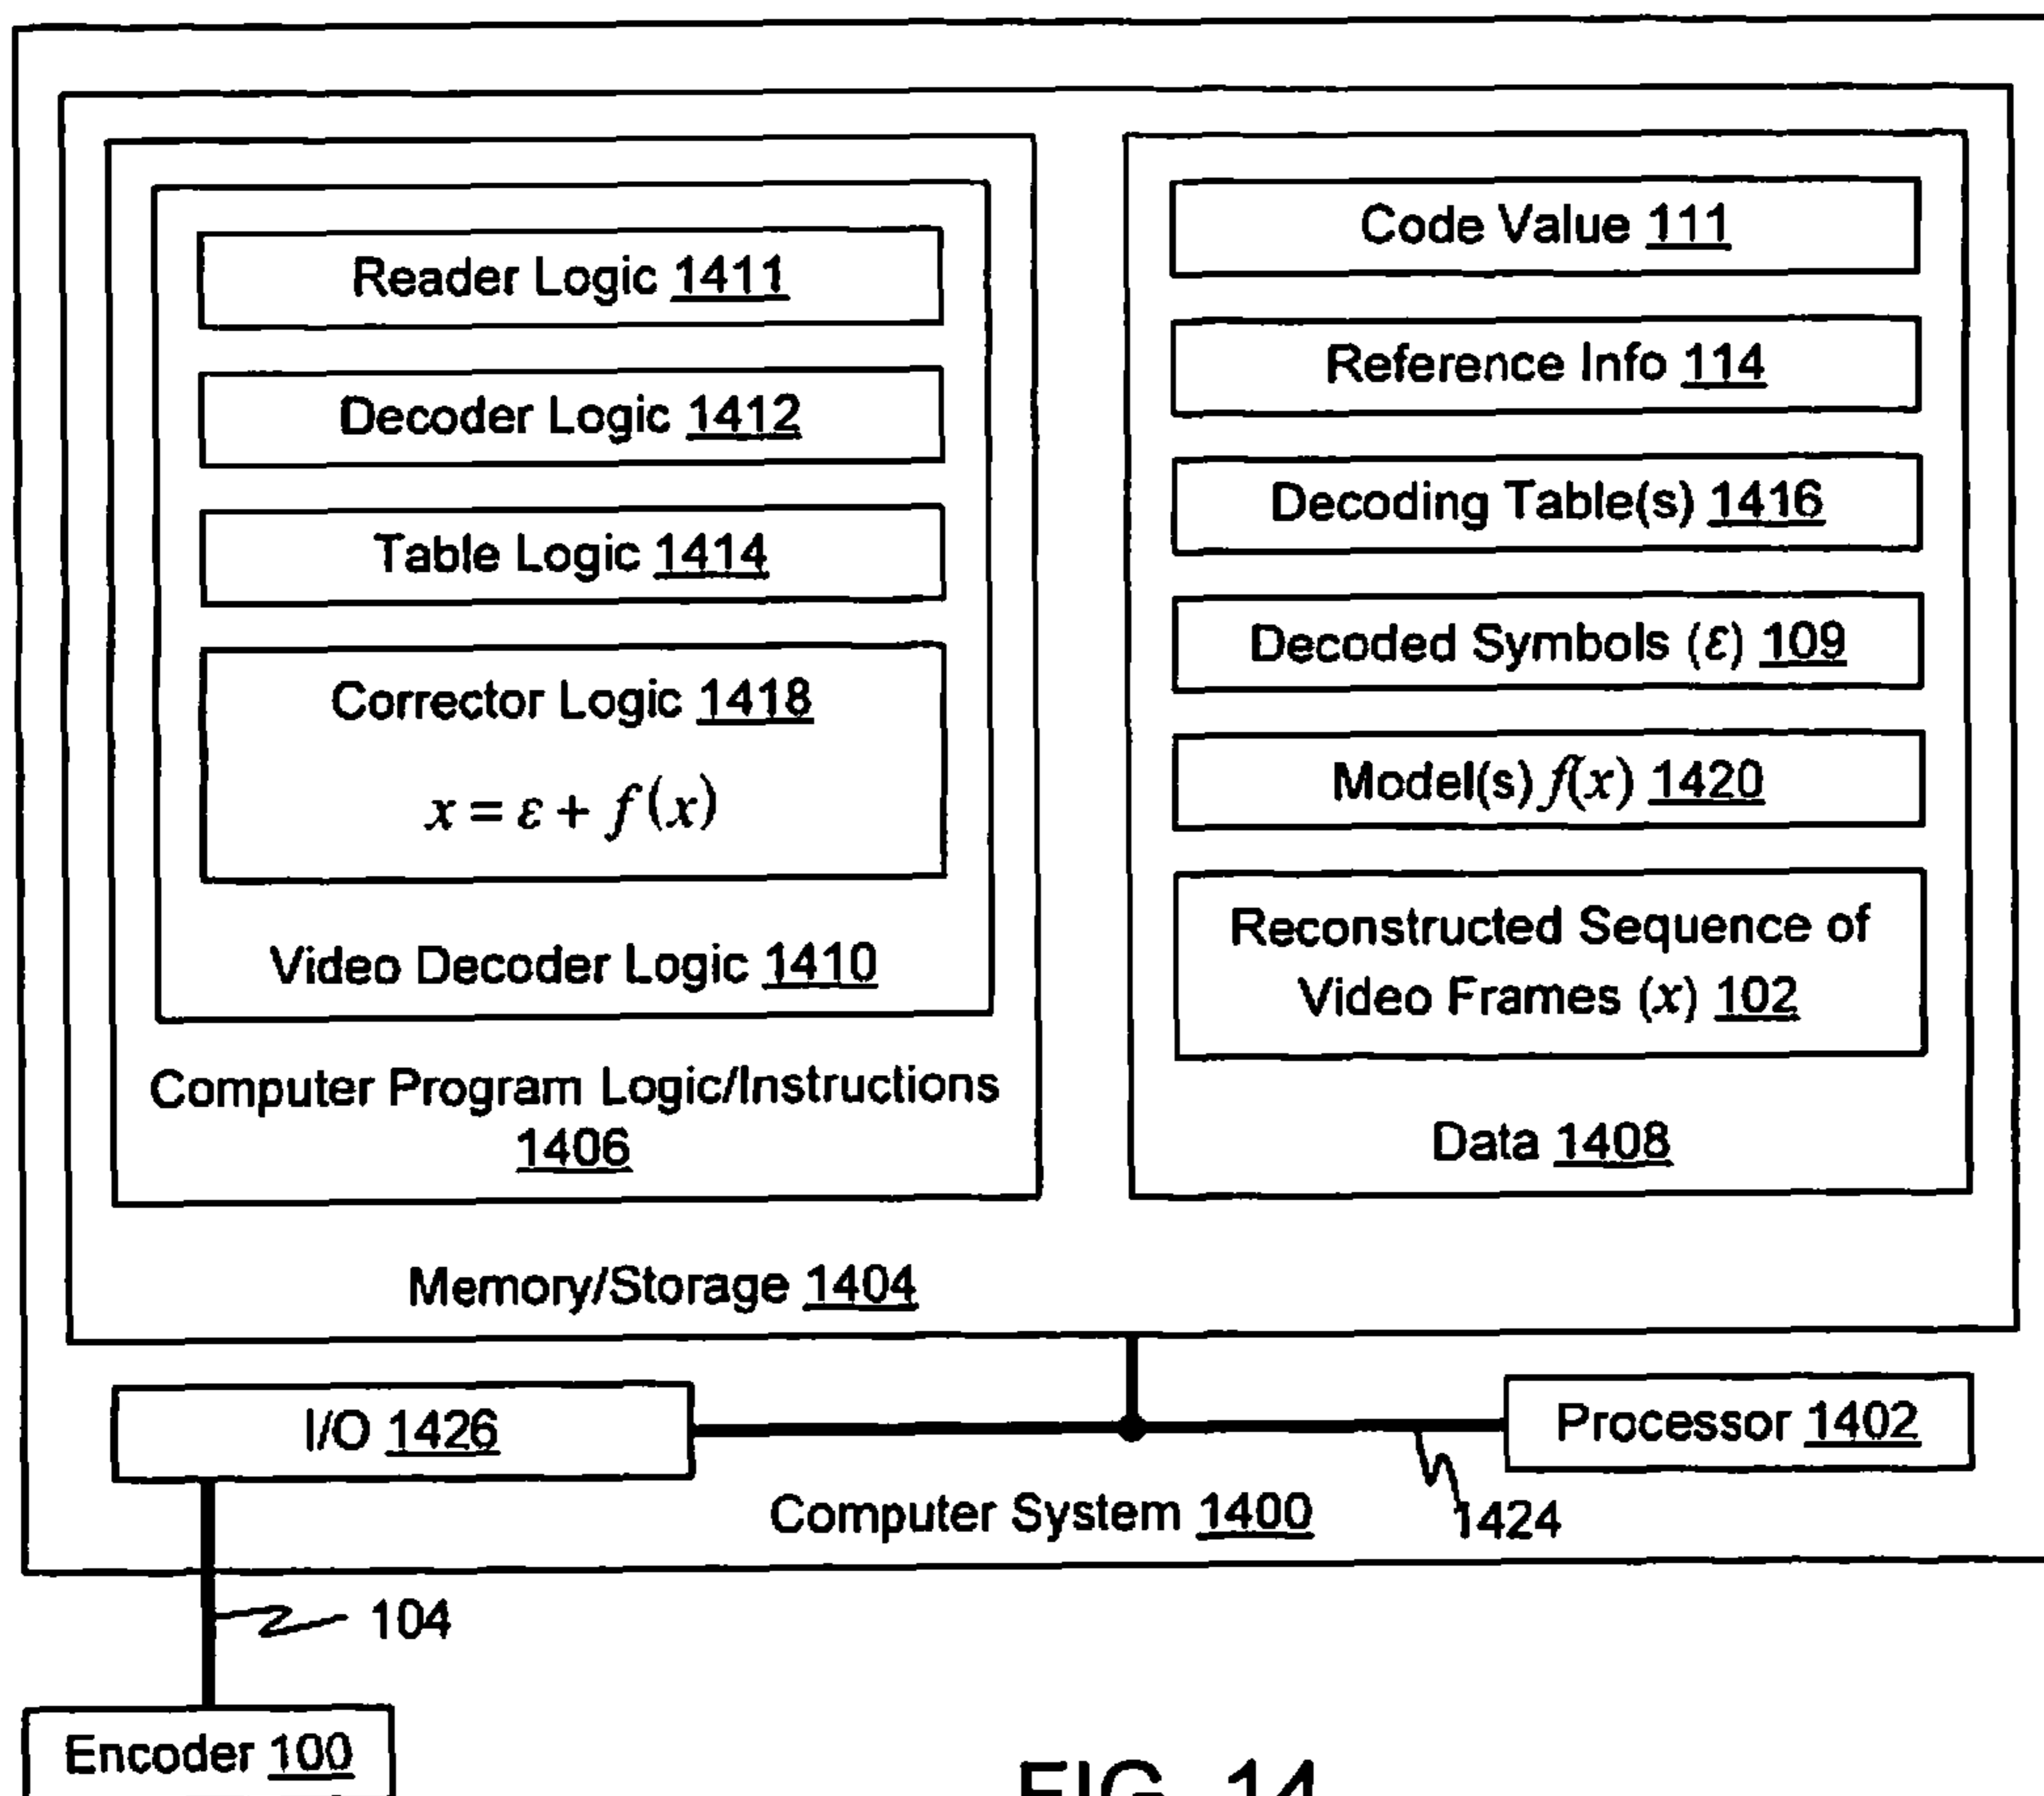 Reader Logic 1411
Decoder Logic 1412
Table Logic 1414
Corrector Logic 1418
x = ε + f(x)
Video Decoder Logic 1410
Computer Program Logic/Instructions
1406
Code Value 111
Reference Info 114
Decoding Table(s) 1416
Decoded Symbols (ε) 109
Model(s) f(x) 1420
Reconstructed Sequence of
Video Frames (x) 102
Data 1408
Memory/Storage 1404
I/O 1426
Processor 1402
Computer System 1400
1424
104
Encoder 100
FIG. 14